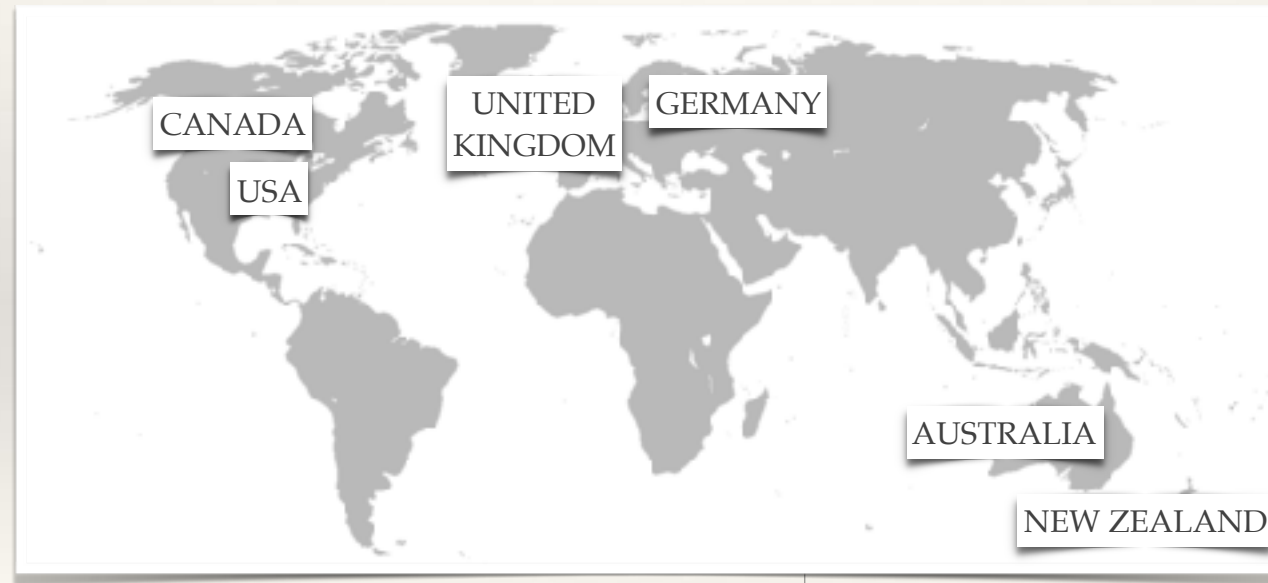 CANADA
UNITED
KINGDOM
GERMANY
USA
AUSTRALIA
NEW ZEALAND